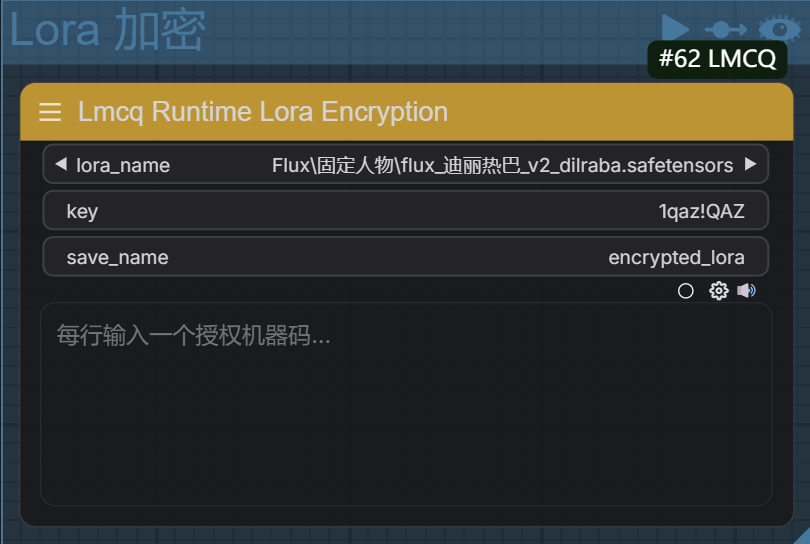 Lora 加密
#62 LMCQ
Lmcq Runtime Lora Encryption
lora_name Flux\固定人物\flux_迪丽热巴_v2_dilraba.safetensors
key 1qaz!QAZ
save_name encrypted_lora
每行输入一个授权机器码...